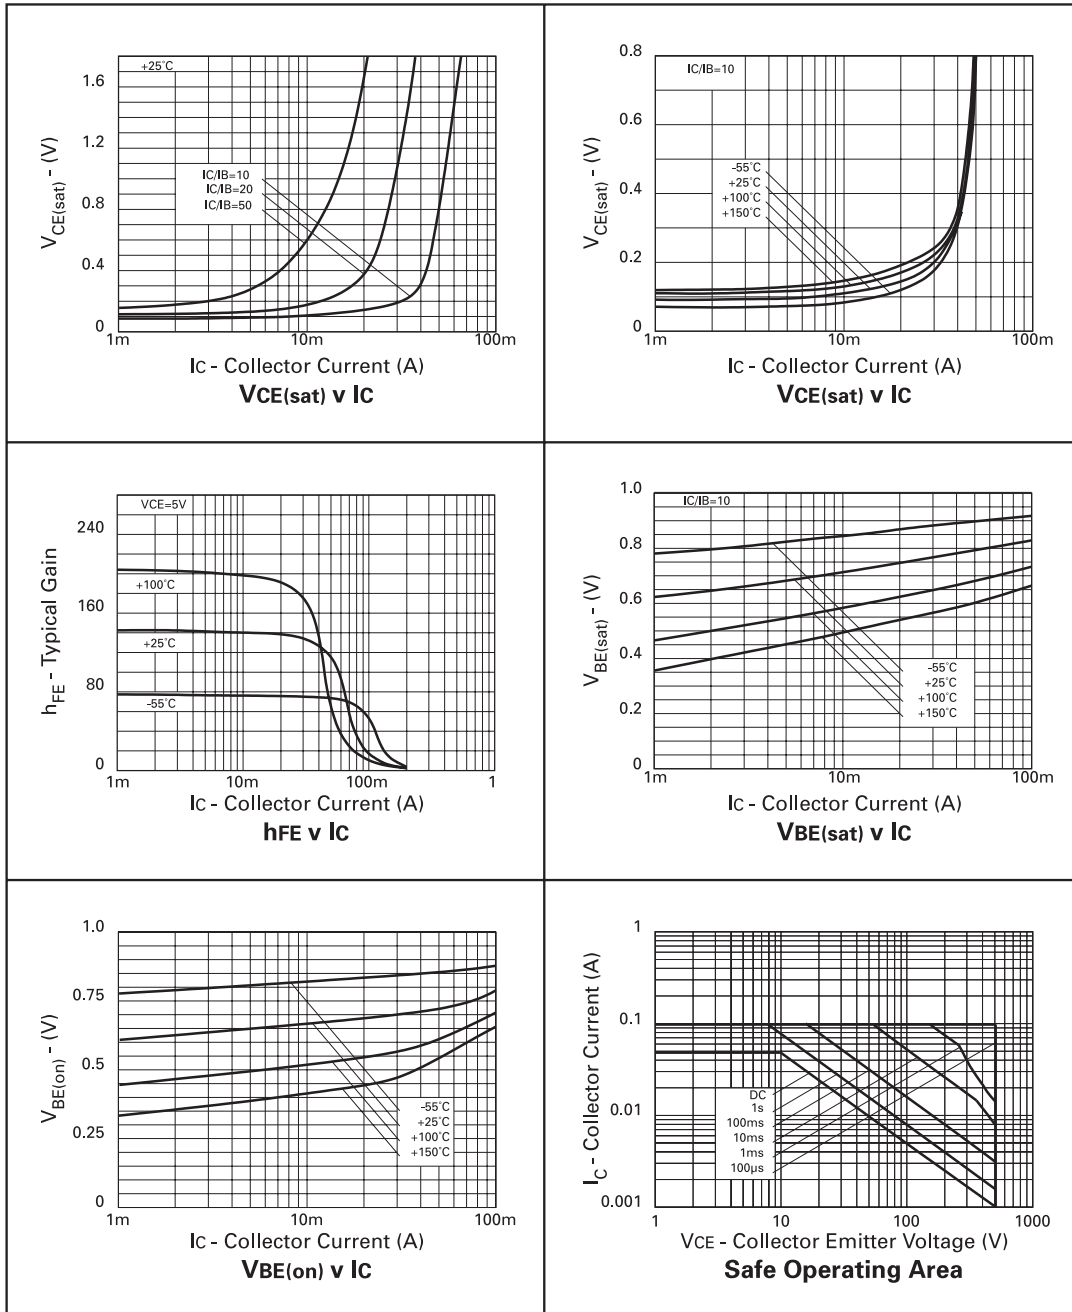 +25°C
1.6
1.2
0.8
0.4
0
VCE(sat) - (V)
IC/IB=10
IC/IB=20
IC/IB=50
1m
10m
100m
IC - Collector Current (A)
VCE(sat) v IC
IC/IB=10
0.8
0.6
0.4
0.2
0
VCE(sat) - (V)
-55°C
+25°C
+100°C
+150°C
1m
10m
100m
IC - Collector Current (A)
VCE(sat) v IC
VCE=5V
240
160
80
0
hFE - Typical Gain
+100°C
+25°C
-55°C
1m
10m
100m
1
IC - Collector Current (A)
hFE v IC
IC/IB=10
1.0
0.8
0.6
0.4
0.2
0
VBE(sat) - (V)
-55°C
+25°C
+100°C
+150°C
1m
10m
100m
IC - Collector Current (A)
VBE(sat) v IC
1.0
0.75
0.5
0.25
0
VBE(on) - (V)
-55°C
+25°C
+100°C
+150°C
1m
10m
100m
IC - Collector Current (A)
VBE(on) v IC
1
0.1
0.01
0.001
IC - Collector Current (A)
DC
1s
100ms
10ms
1ms
100µs
1
10
100
1000
VCE - Collector Emitter Voltage (V)
Safe Operating Area